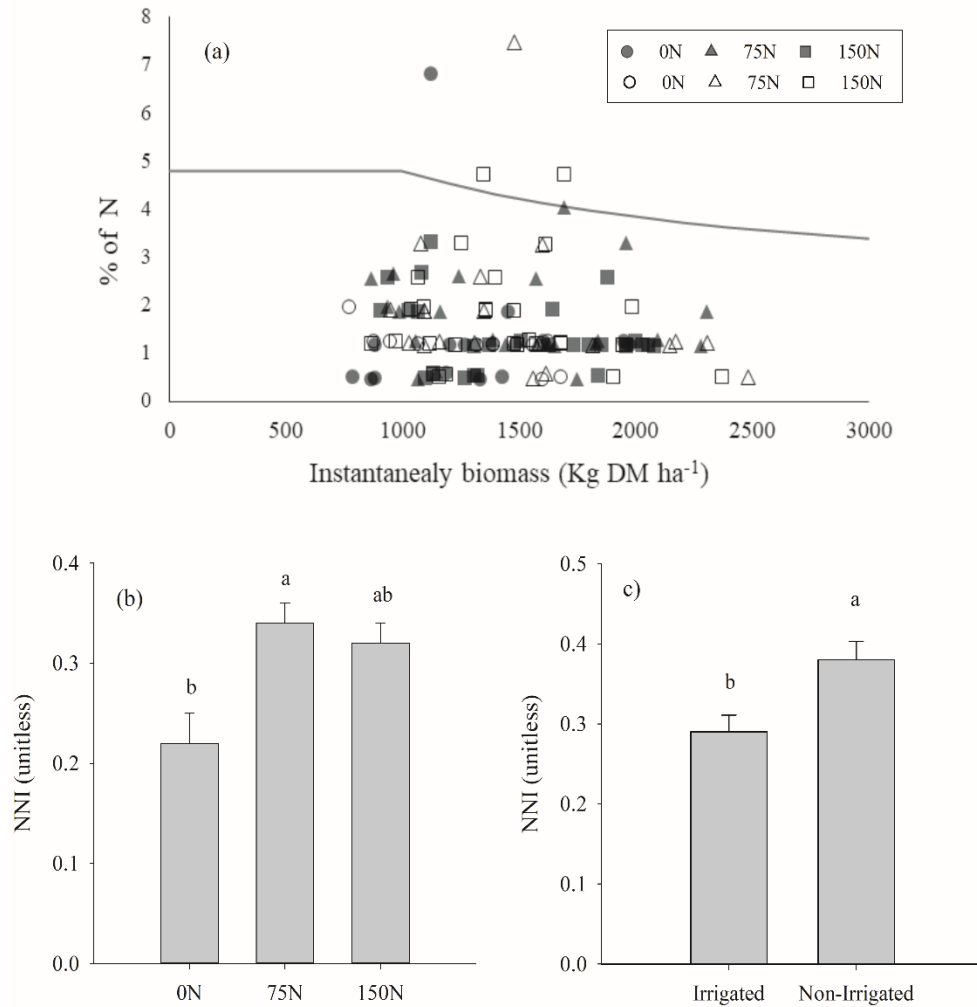 8
7
6
5
4
3
2
1
0
% of N
(a)
0N 75N 150N
0N 75N 150N
0 500 1000 1500 2000 2500 3000
Instantanealy biomass (Kg DM ha-1)
0.4
0.3
0.2
0.1
0.0
NNI (unitless)
(b)
b a ab
0N 75N 150N
0.5
0.4
0.3
0.2
0.1
0.0
NNI (unitless)
c)
b a
Irrigated Non-Irrigated